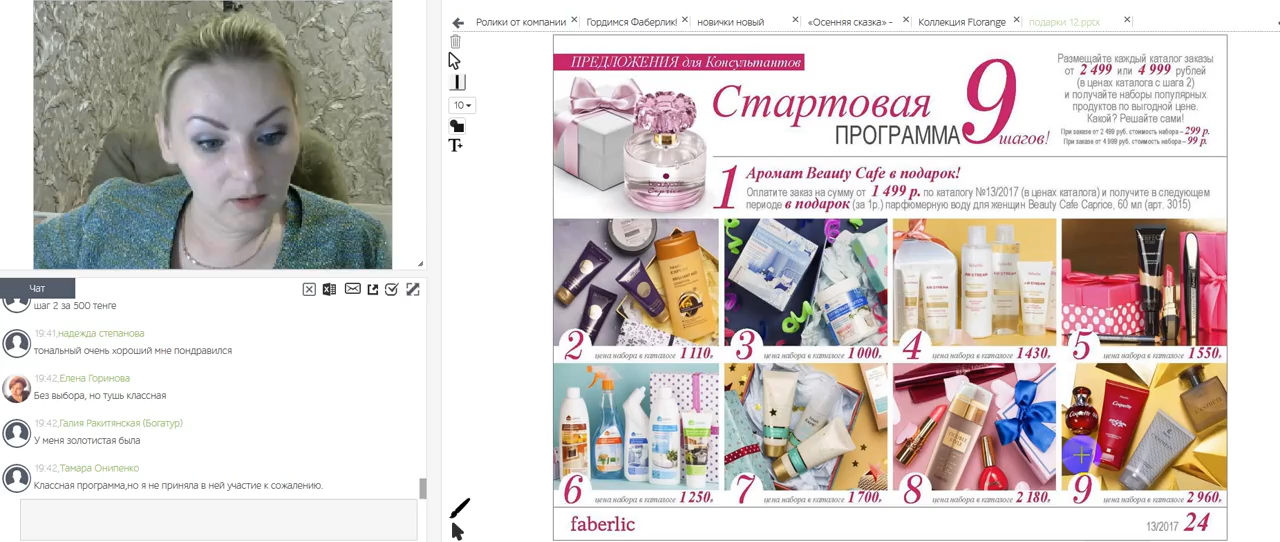 Ролики от компании
Гордимся Фаберлик!
новички новый
«Осенняя сказка» -
Коллекция Florange
подарки 12.pptx
10
T+
ПРЕДЛОЖЕНИЯ для Консультантов
Стартовая
ПРОГРАММА 9 шагов!
Размещайте каждый каталог заказы
от 2 499 или 4 999 рублей
(в ценах каталога с шага 2)
и получайте наборы популярных
продуктов по выгодной цене.
Какой? Решайте сами!
При заказе от 2 499 руб. стоимость набора – 299 р.
При заказе от 4 999 руб. стоимость набора – 99 р.
1 Аромат Beauty Cafe в подарок!
Оплатите заказ на сумму от 1 499 р. по каталогу №13/2017 (в ценах каталога) и получите в следующем
периоде в подарок (за 1р.) парфюмерную воду для женщин Beauty Cafe Caprice, 60 мл (арт. 3015)
2 цена набора в каталоге 1110р.
3 цена набора в каталоге 1 000р.
4 цена набора в каталоге 1430р.
5 цена набора в каталоге 1 550р.
6 цена набора в каталоге 1 250р.
7 цена набора в каталоге 1 700р.
8 цена набора в каталоге 2 180р.
9 цена набора в каталоге 2 960р.
faberlic
13/2017 24
Чат
шаг 2 за 500 тенге
19:41,надежда степанова
тональный очень хороший мне пондравился
19:42,Елена Горинова
Без выбора, но тушь классная
19:42,Галия Ракитянская (Богатур)
У меня золотистая была
19:42,Тамара Онипенко
Классная программа,но я не приняла в ней участие к сожалению.